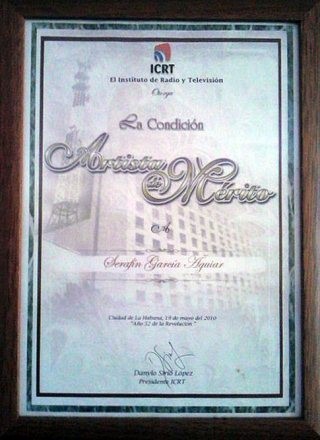 ICRT
El Instituto de Radio y Televisión
Otorga
La Condición
Artista
de
Mérito
A
Serafín García Aguiar
Ciudad de La Habana, 19 de mayo del 2010
"Año 52 de la Revolución"
Danylo Sirio López
Presidente ICRT